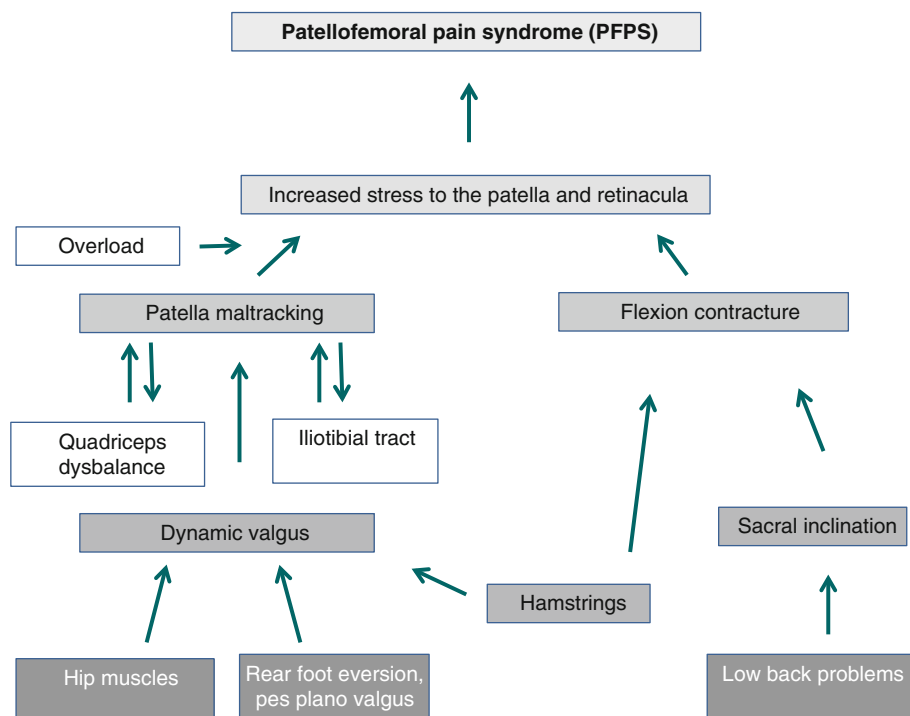 Patellofemoral pain syndrome (PFPS)
Increased stress to the patella and retinacula
Overload
Patella maltracking
Flexion contracture
Quadriceps
dysbalance
Iliotibial tract
Dynamic valgus
Sacral inclination
Hamstrings
Hip muscles
Rear foot eversion,
pes plano valgus
Low back problems